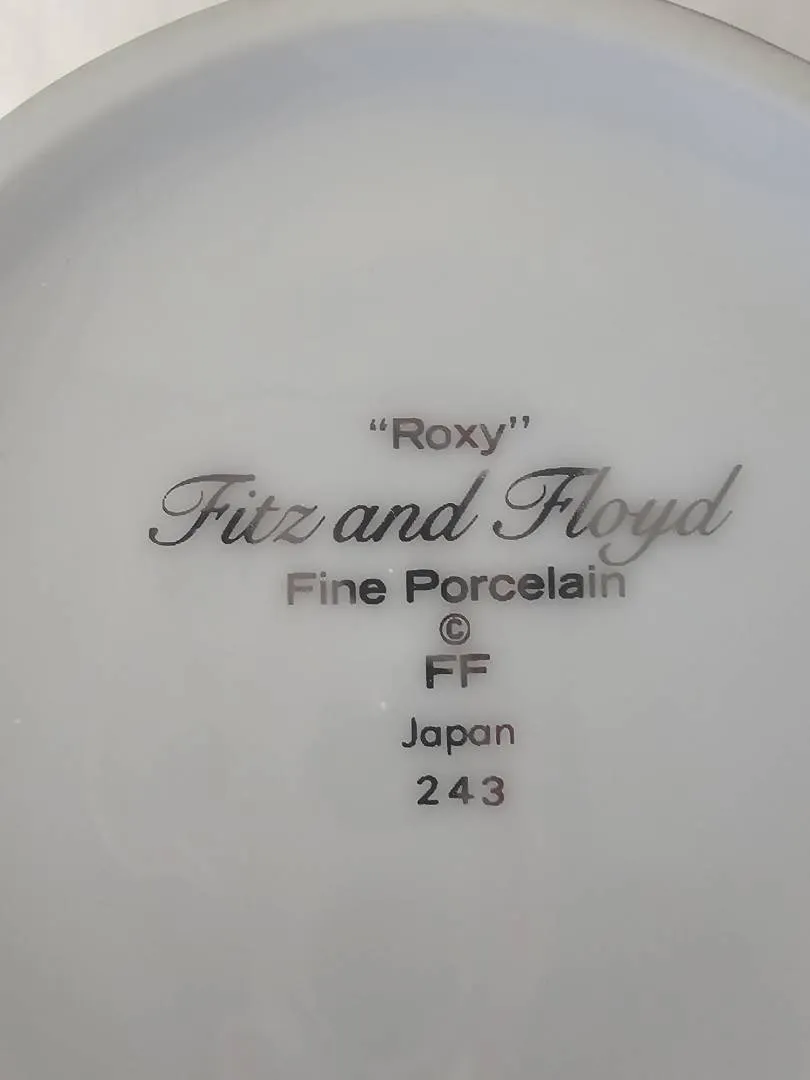 “Roxy”
Fitz and Floyd
Fine Porcelain
©
FF
Japan
243